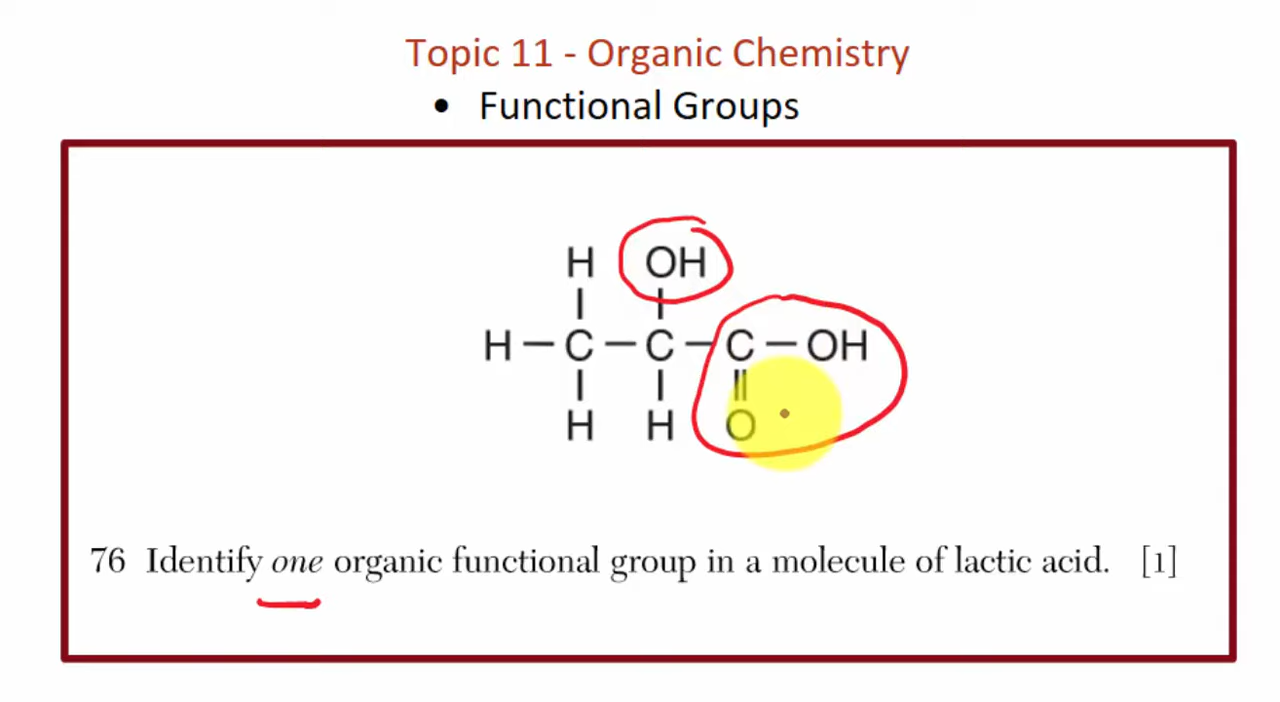 Topic 11 - Organic Chemistry
• Functional Groups
H OH
H – C – C – C – OH
H H O
76 Identify one organic functional group in a molecule of lactic acid. [1]